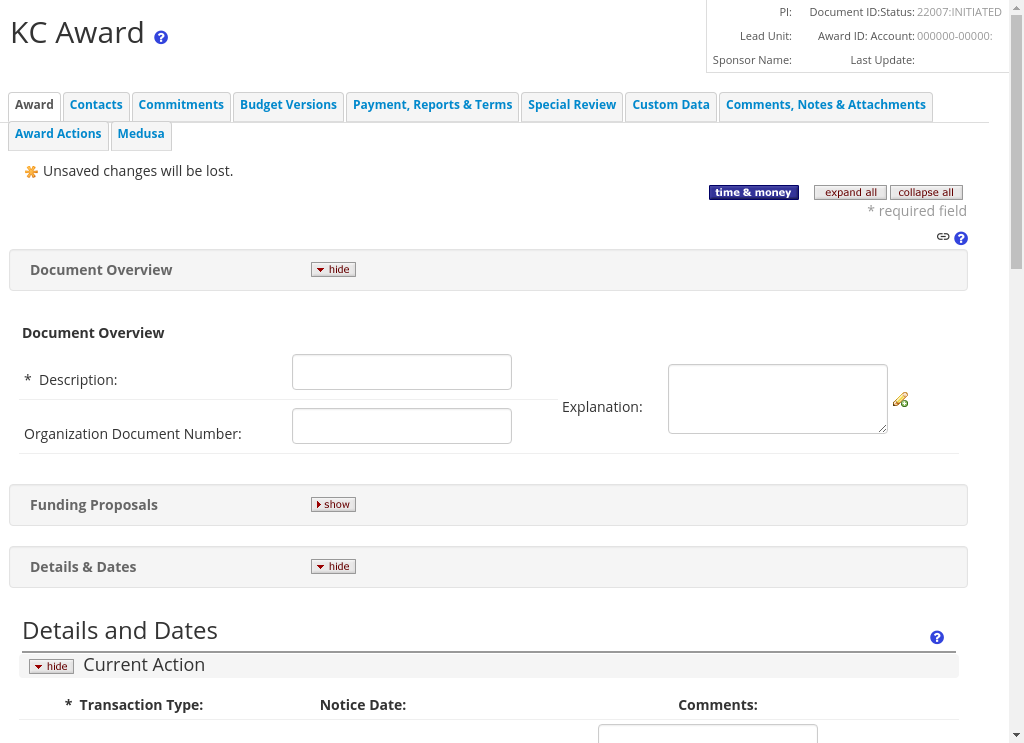 KC Award
PI: Document ID:Status: 22007:INITIATED
Lead Unit: Award ID: Account: 000000-00000:
Sponsor Name: Last Update:
Award Contacts Commitments Budget Versions Payment, Reports & Terms Special Review Custom Data Comments, Notes & Attachments
Award Actions Medusa
Unsaved changes will be lost.
time & money expand all collapse all
* required field
Document Overview hide
Document Overview
* Description:
Explanation:
Organization Document Number:
Funding Proposals show
Details & Dates hide
Details and Dates
hide Current Action
* Transaction Type: Notice Date: Comments: